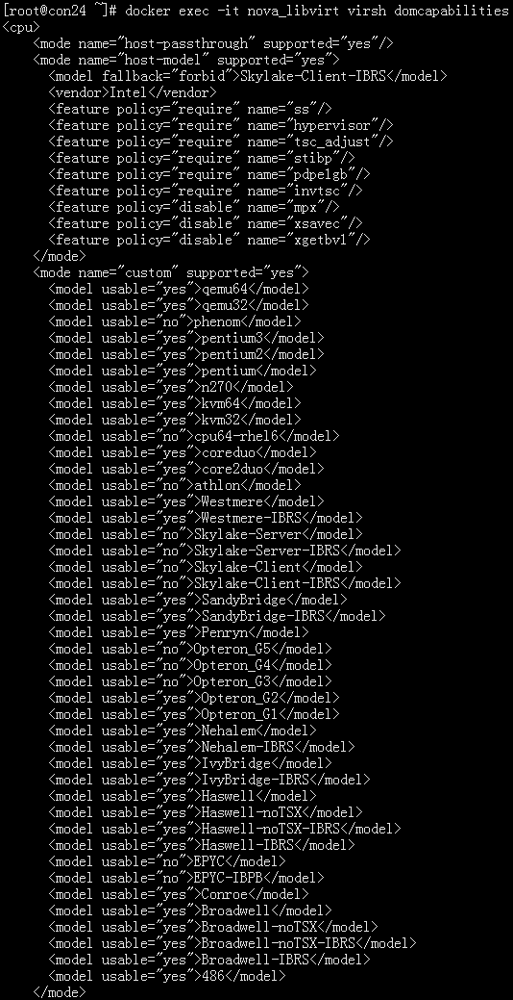 [root@con24 ~]# docker exec -it nova_libvirt virsh domcapabilities
<cpu>
<mode name="host-passthrough" supported="yes"/>
<mode name="host-model" supported="yes">
<model fallback="forbid">Skylake-Client-IBRS</model>
<vendor>Intel</vendor>
<feature policy="require" name="ss"/>
<feature policy="require" name="hypervisor"/>
<feature policy="require" name="tsc_adjust"/>
<feature policy="require" name="stibp"/>
<feature policy="require" name="pdpe1gb"/>
<feature policy="require" name="invtsc"/>
<feature policy="disable" name="mpx"/>
<feature policy="disable" name="xsavec"/>
<feature policy="disable" name="xgetbv1"/>
</mode>
<mode name="custom" supported="yes">
<model usable="yes">qemu64</model>
<model usable="yes">qemu32</model>
<model usable="no">phenom</model>
<model usable="yes">pentium3</model>
<model usable="yes">pentium2</model>
<model usable="yes">pentium</model>
<model usable="yes">n270</model>
<model usable="yes">kvm64</model>
<model usable="yes">kvm32</model>
<model usable="no">cpu64-rhel6</model>
<model usable="yes">coreduo</model>
<model usable="yes">core2duo</model>
<model usable="no">athlon</model>
<model usable="yes">Westmere</model>
<model usable="yes">Westmere-IBRS</model>
<model usable="no">Skylake-Server</model>
<model usable="no">Skylake-Server-IBRS</model>
<model usable="no">Skylake-Client</model>
<model usable="no">Skylake-Client-IBRS</model>
<model usable="yes">SandyBridge</model>
<model usable="yes">SandyBridge-IBRS</model>
<model usable="yes">Penryn</model>
<model usable="no">Opteron_G5</model>
<model usable="no">Opteron_G4</model>
<model usable="no">Opteron_G3</model>
<model usable="yes">Opteron_G2</model>
<model usable="yes">Opteron_G1</model>
<model usable="yes">Nehalem</model>
<model usable="yes">Nehalem-IBRS</model>
<model usable="yes">IvyBridge</model>
<model usable="yes">IvyBridge-IBRS</model>
<model usable="yes">Haswell</model>
<model usable="yes">Haswell-noTSX</model>
<model usable="yes">Haswell-noTSX-IBRS</model>
<model usable="yes">Haswell-IBRS</model>
<model usable="no">EPYC</model>
<model usable="no">EPYC-IBPB</model>
<model usable="yes">Conroe</model>
<model usable="yes">Broadwell</model>
<model usable="yes">Broadwell-noTSX</model>
<model usable="yes">Broadwell-noTSX-IBRS</model>
<model usable="yes">Broadwell-IBRS</model>
<model usable="yes">486</model>
</mode>